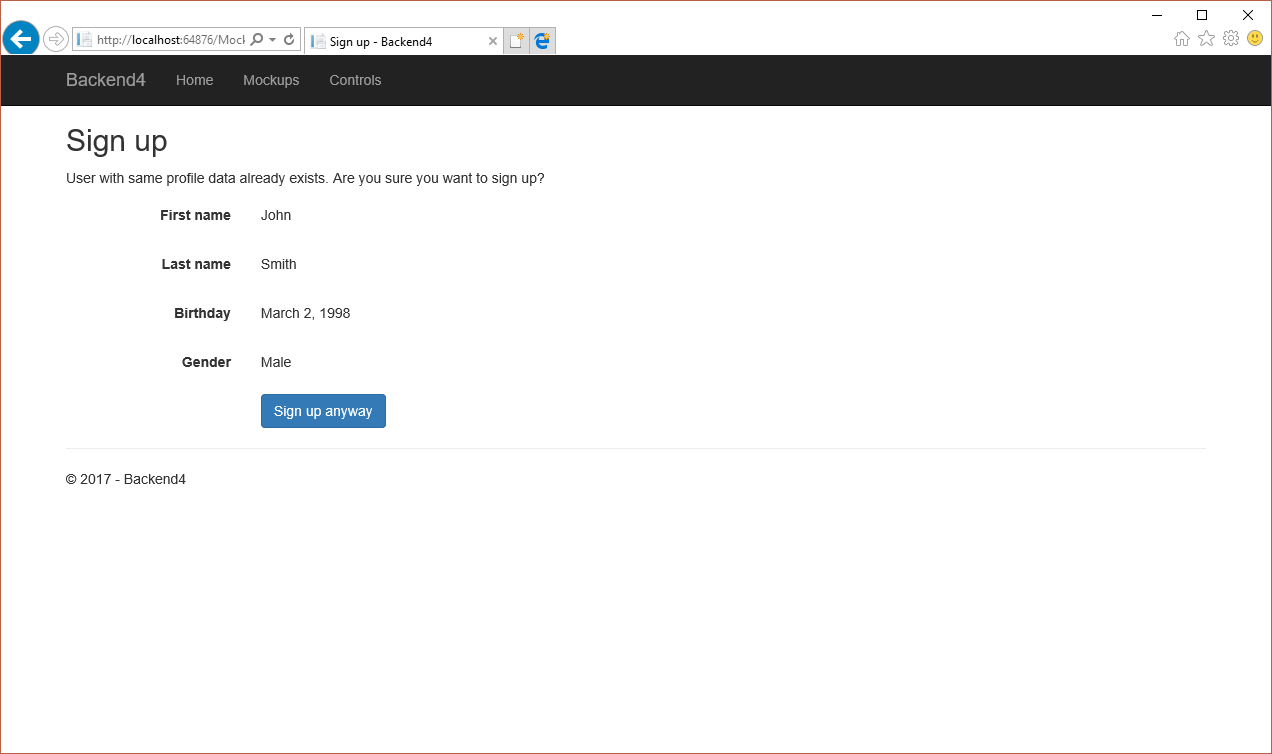 http://localhost:64876/Mock
Sign up - Backend4
Backend4 Home Mockups Controls
Sign up
User with same profile data already exists. Are you sure you want to sign up?
First name John
Last name Smith
Birthday March 2, 1998
Gender Male
Sign up anyway
© 2017 - Backend4